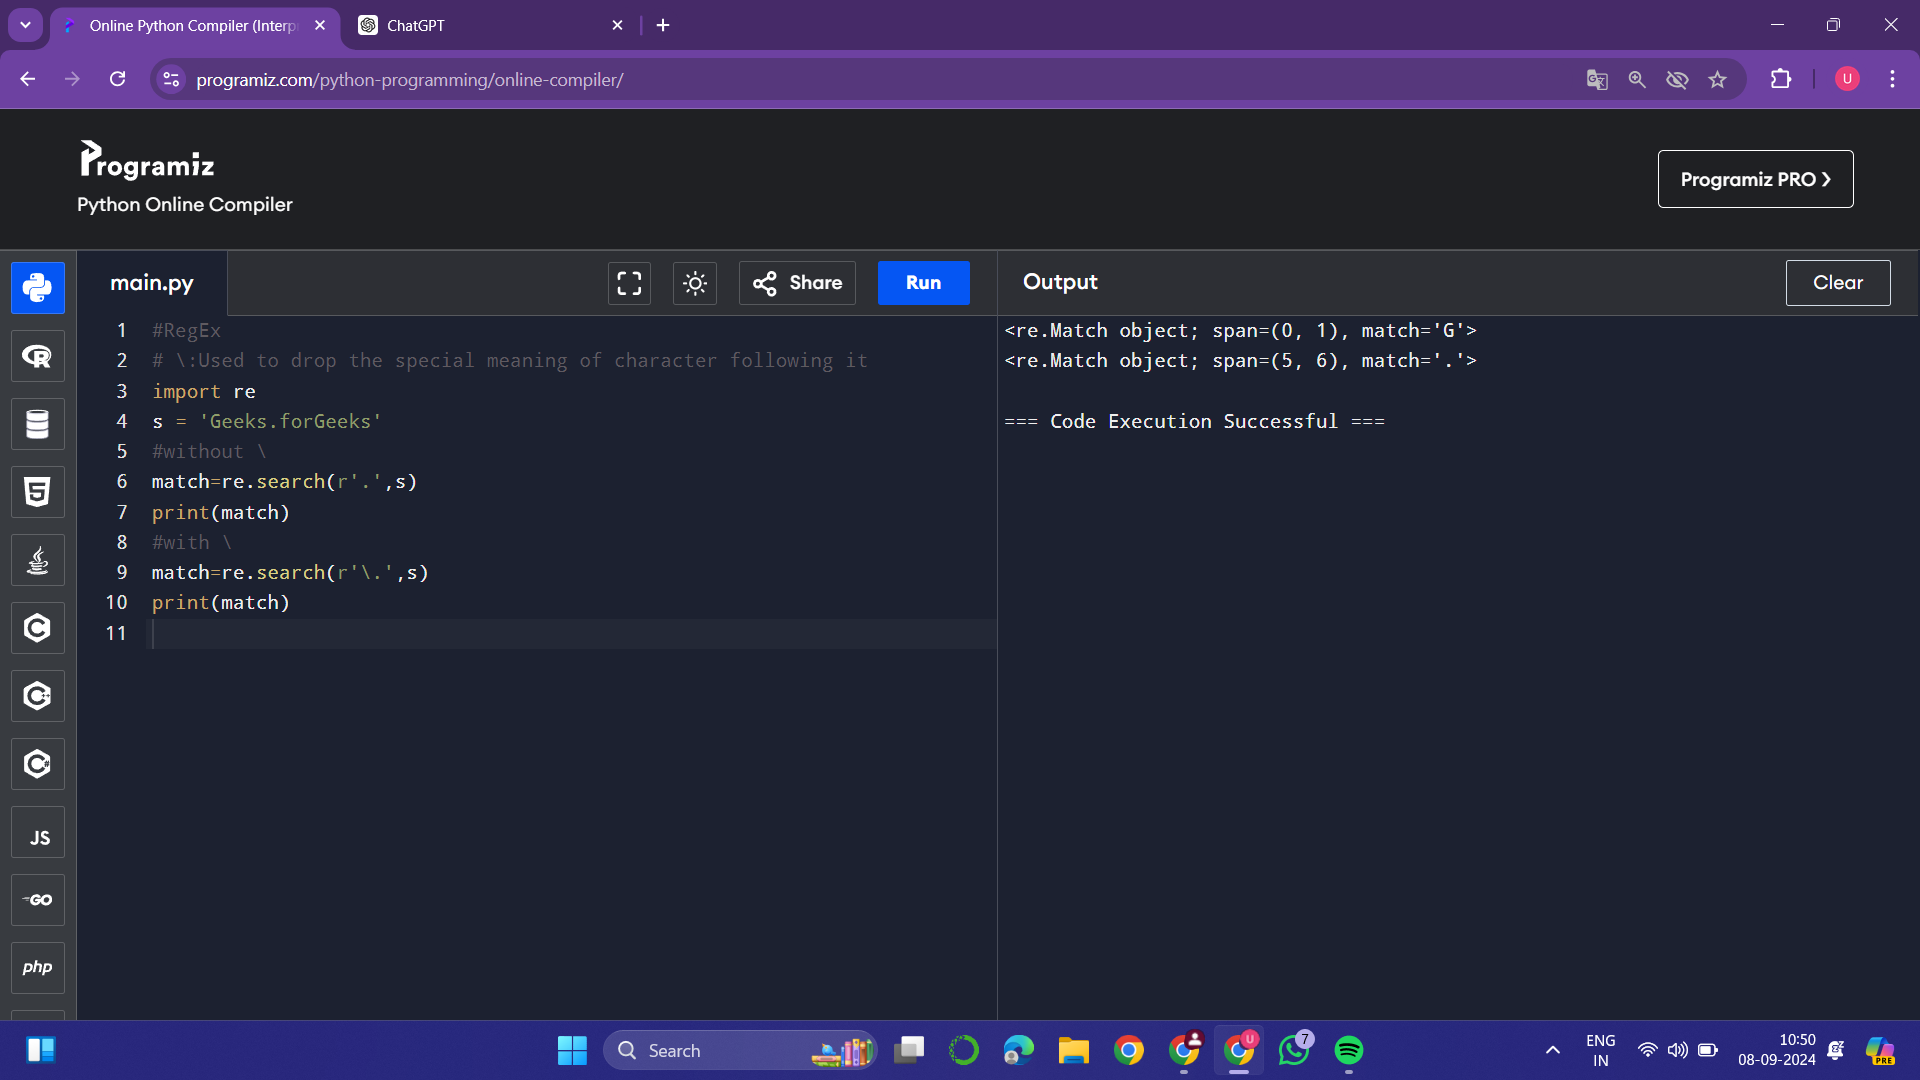 Online Python Compiler (Interp
ChatGPT
programiz.com/python-programming/online-compiler/
U
Programiz
Python Online Compiler
Programiz PRO ❯
main.py
Share
Run
Output
Clear
1 #RegEx
2 # \:Used to drop the special meaning of character following it
3 import re
4 s = 'Geeks.forGeeks'
5 #without \
6 match=re.search(r'.',s)
7 print(match)
8 #with \
9 match=re.search(r'\.',s)
10 print(match)
11
<re.Match object; span=(0, 1), match='G'>
<re.Match object; span=(5, 6), match='.'>
=== Code Execution Successful ===
R
5
C
C++
C#
JS
GO
php
Search
U
7
ENG
IN
10:50
08-09-2024
PRE